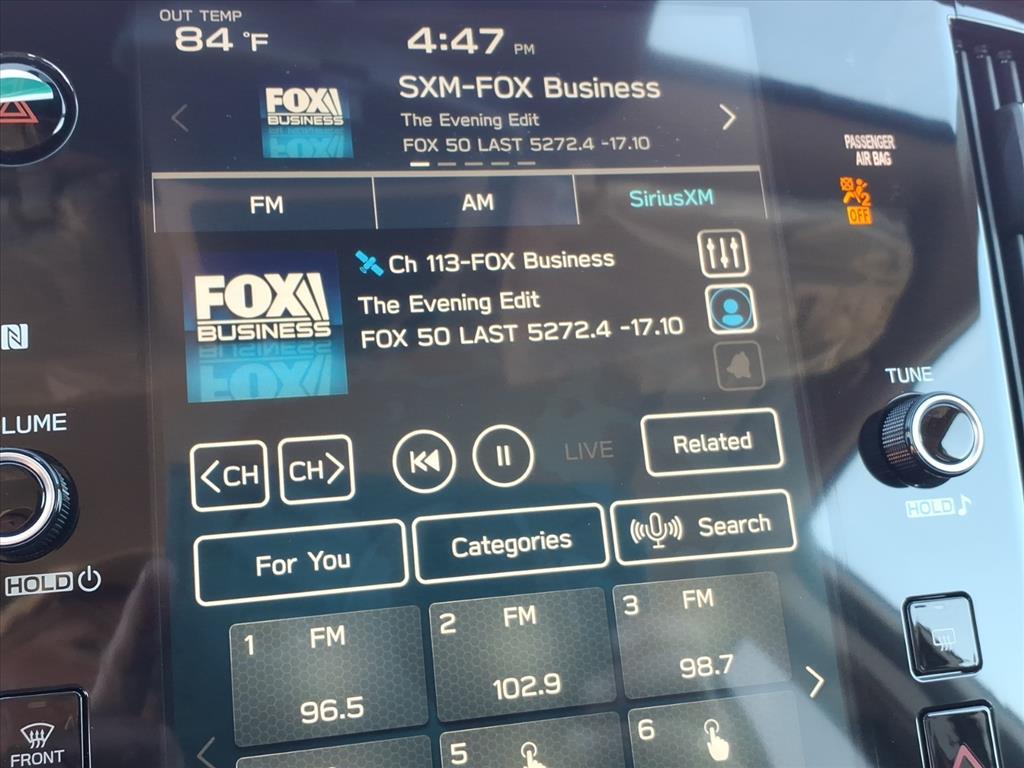 OUT TEMP
84 °F
4:47 PM
FOX
BUSINESS
SXM-FOX Business
The Evening Edit
FOX 50 LAST 5272.4 -17.10
PASSENGER
AIR BAG
2
OFF
FM
AM
SiriusXM
FOX
BUSINESS
Ch 113-FOX Business
The Evening Edit
FOX 50 LAST 5272.4 -17.10
N
LUME
TUNE
<CH
CH>
LIVE
Related
HOLD
HOLD
For You
Categories
Search
1 FM
96.5
2 FM
102.9
3 FM
98.7
FRONT
5
6